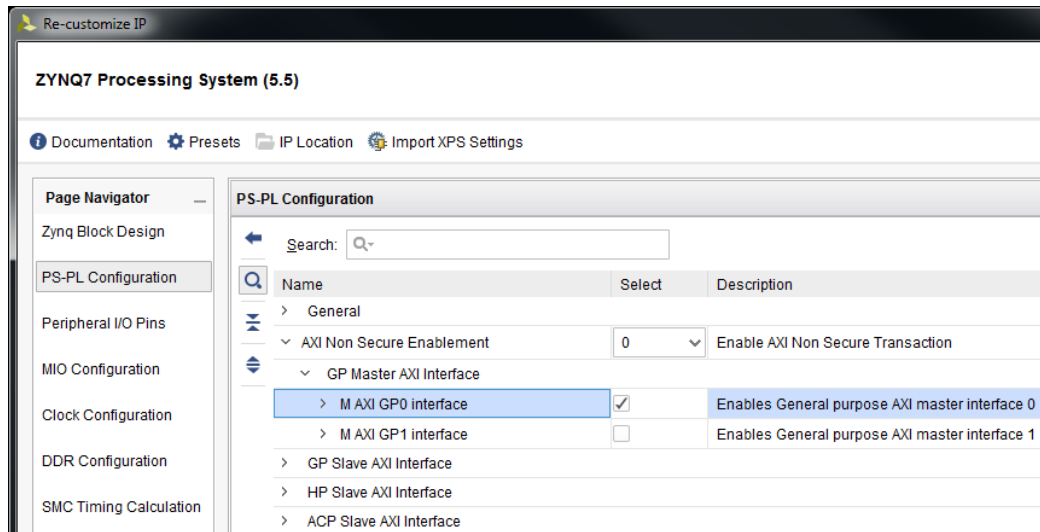 Re-customize IP
ZYNQ7 Processing System (5.5)
Documentation Presets IP Location Import XPS Settings
Page Navigator
Zynq Block Design
PS-PL Configuration
Peripheral I/O Pins
MIO Configuration
Clock Configuration
DDR Configuration
SMC Timing Calculation
PS-PL Configuration
Search:
Name Select Description
General
AXI Non Secure Enablement 0 Enable AXI Non Secure Transaction
GP Master AXI Interface
M AXI GP0 interface Enables General purpose AXI master interface 0
M AXI GP1 interface Enables General purpose AXI master interface 1
GP Slave AXI Interface
HP Slave AXI Interface
ACP Slave AXI Interface